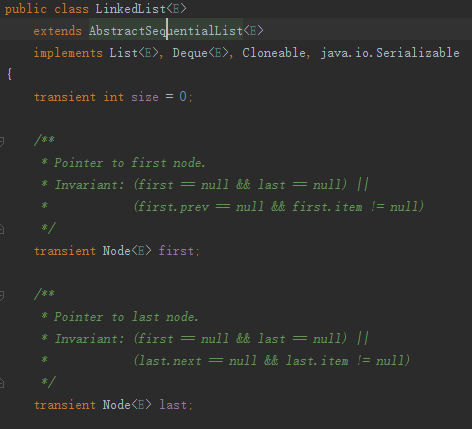 public class LinkedList<E>
extends AbstractSequentialList<E>
implements List<E>, Deque<E>, Cloneable, java.io.Serializable
{
transient int size = 0;
/**
* Pointer to first node.
* Invariant: (first == null && last == null) ||
* (first.prev == null && first.item != null)
*/
transient Node<E> first;
/**
* Pointer to last node.
* Invariant: (first == null && last == null) ||
* (last.next == null && last.item != null)
*/
transient Node<E> last;